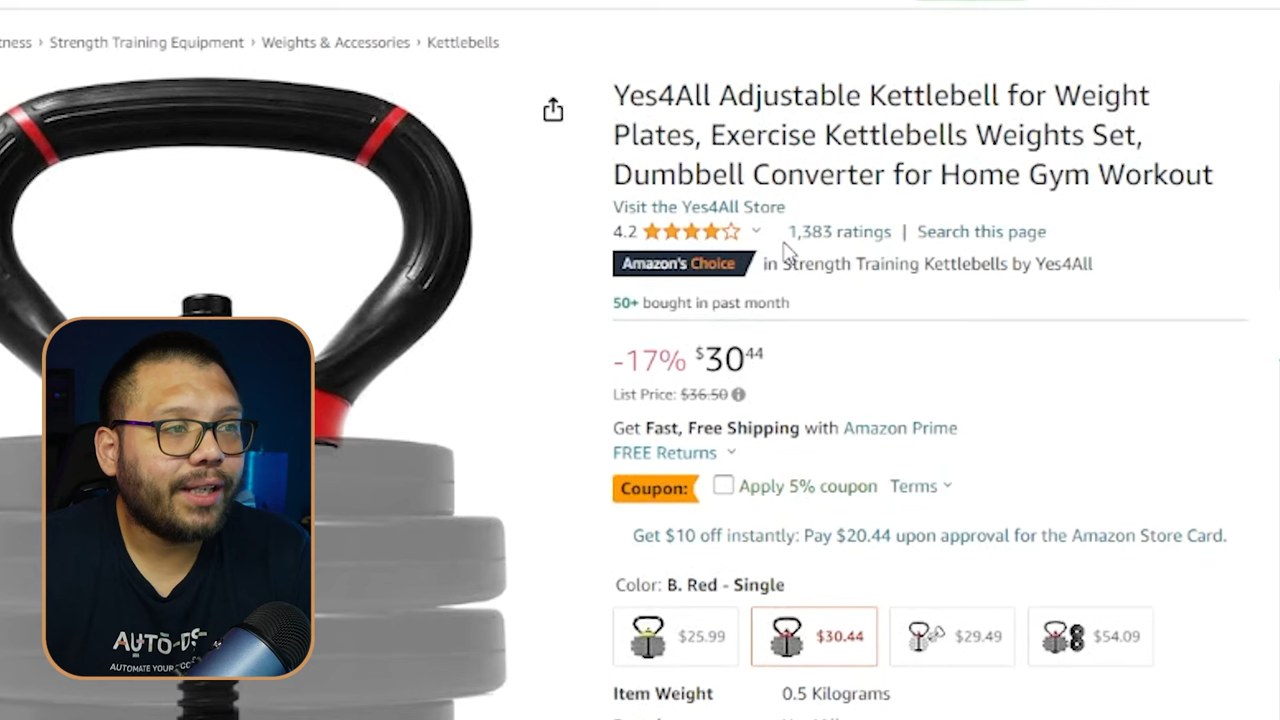 tness › Strength Training Equipment › Weights & Accessories › Kettlebells
Yes4All Adjustable Kettlebell for Weight
Plates, Exercise Kettlebells Weights Set,
Dumbbell Converter for Home Gym Workout
Visit the Yes4All Store
4.2 1,383 ratings | Search this page
Amazon's Choice in Strength Training Kettlebells by Yes4All
50+ bought in past month
-17% $30.44
List Price: $36.50
Get Fast, Free Shipping with Amazon Prime
FREE Returns
Coupon: Apply 5% coupon Terms
Get $10 off instantly: Pay $20.44 upon approval for the Amazon Store Card.
Color: B. Red - Single
$25.99 $30.44 $29.49 $54.09
Item Weight 0.5 Kilograms
AUTO-DS
AUTOMATE YOUR